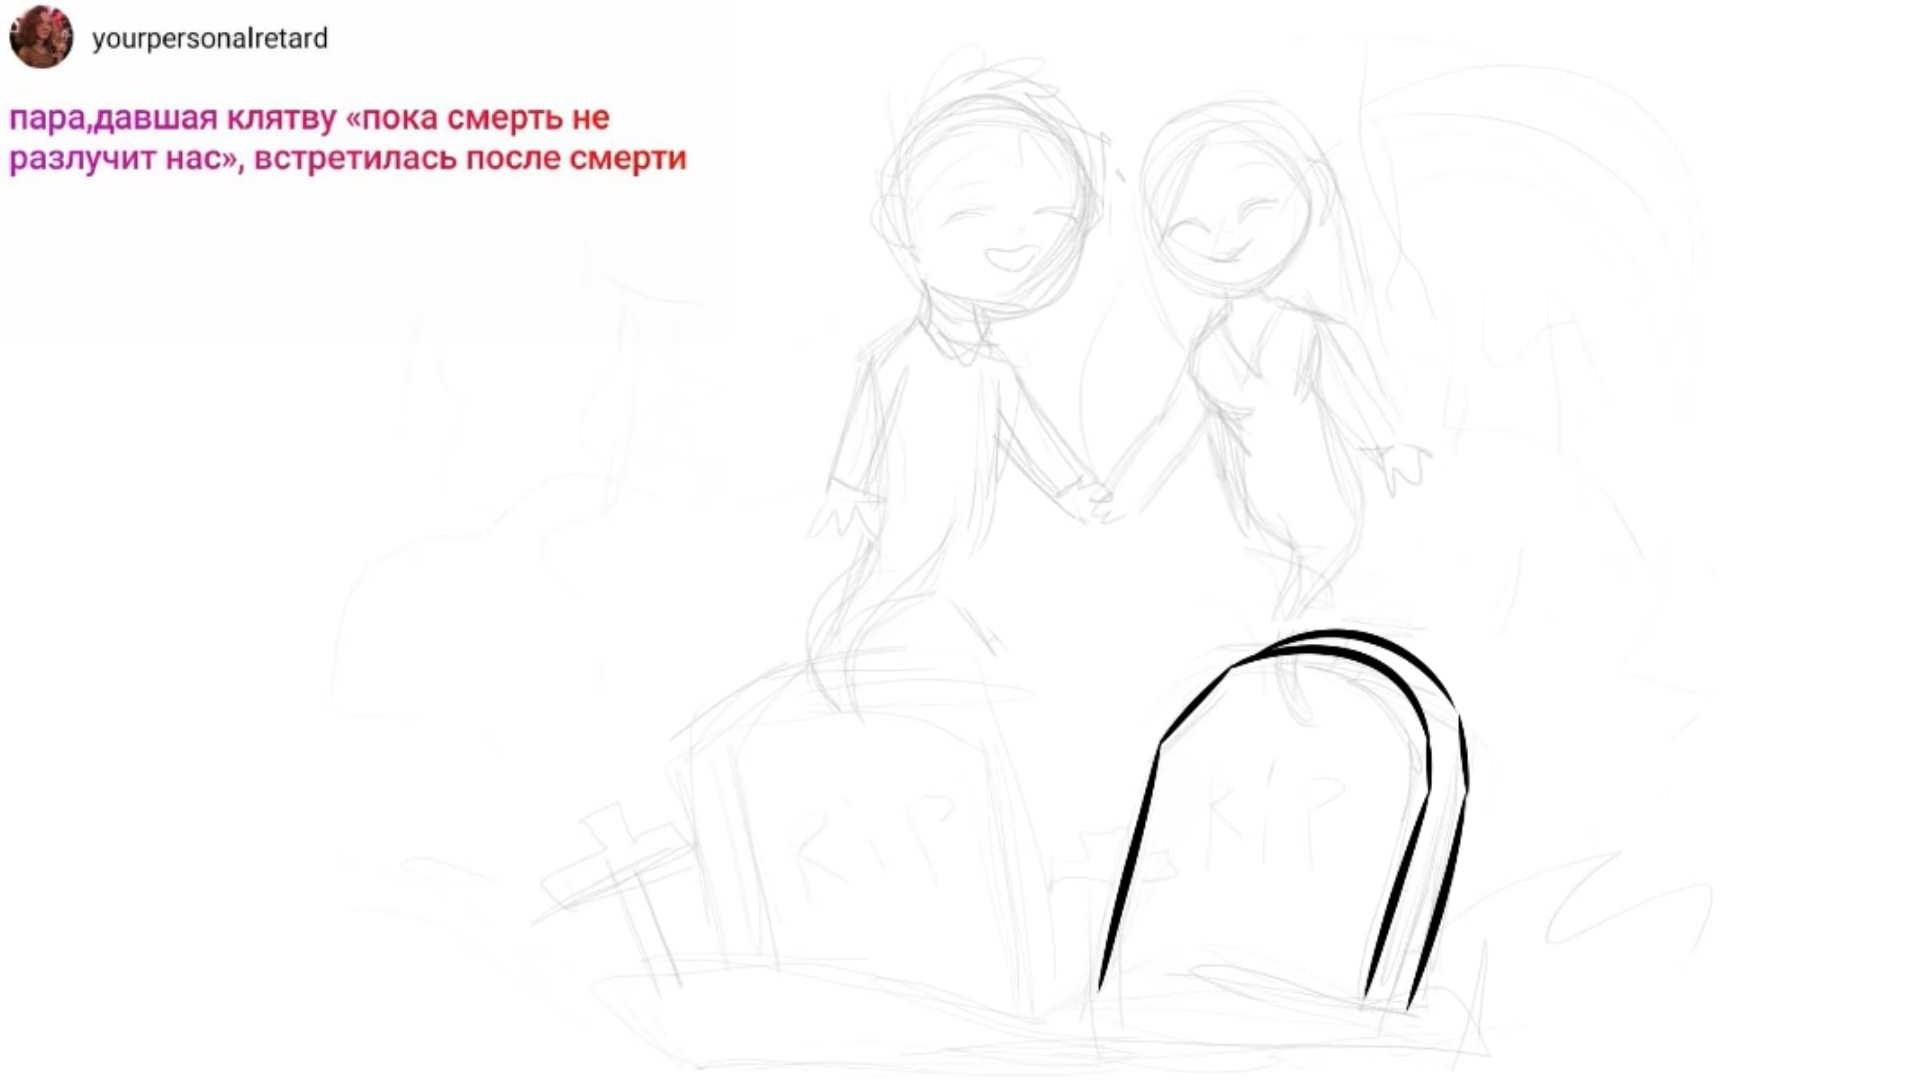 yourpersonalretard
пара,давшая клятву «пока смерть не
разлучит нас», встретилась после смерти
RiP
RIP